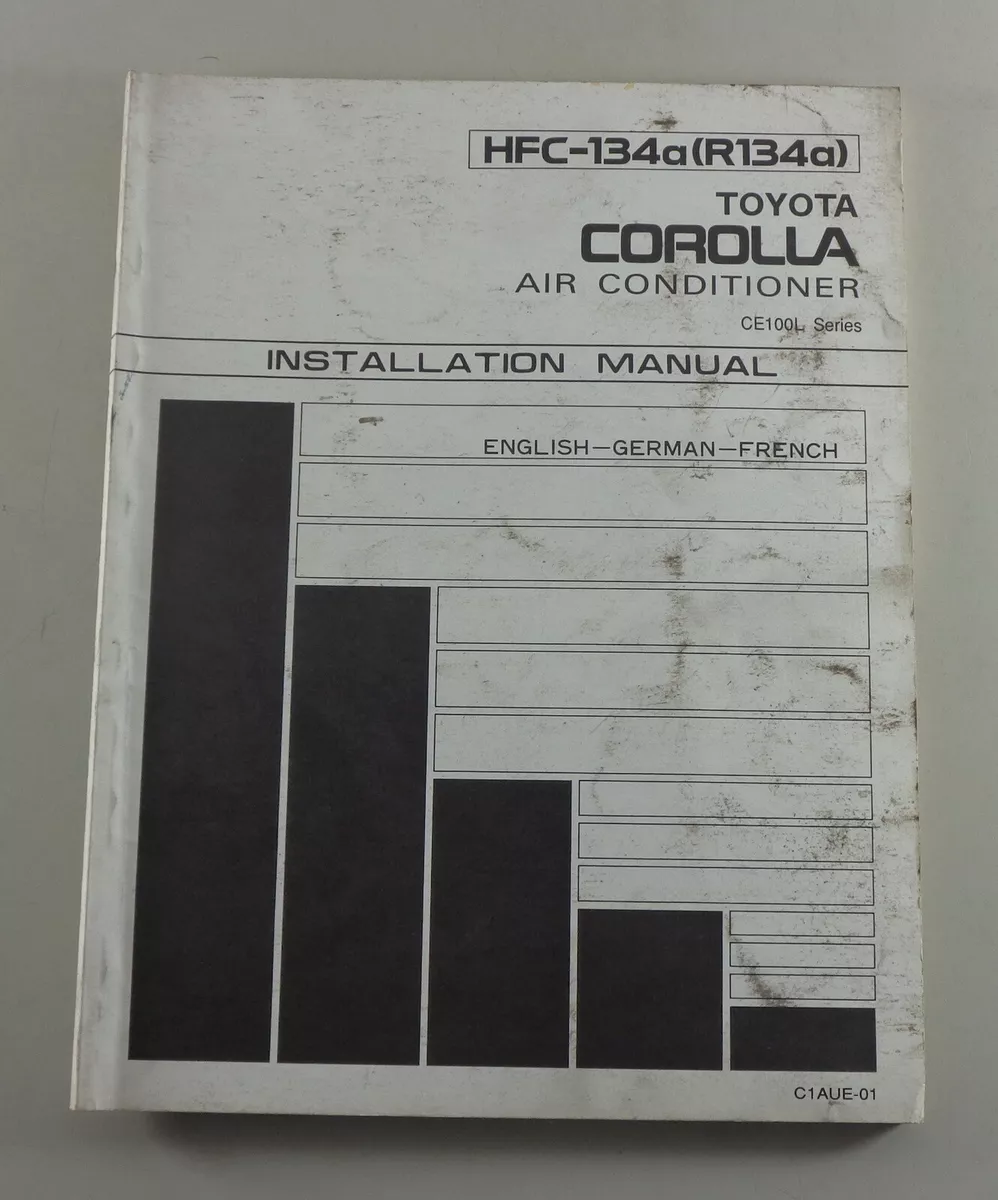 HFC-134a(R134a)
TOYOTA
COROLLA
AIR CONDITIONER
CE100L Series
INSTALLATION MANUAL
ENGLISH—GERMAN—FRENCH
C1AUE-01